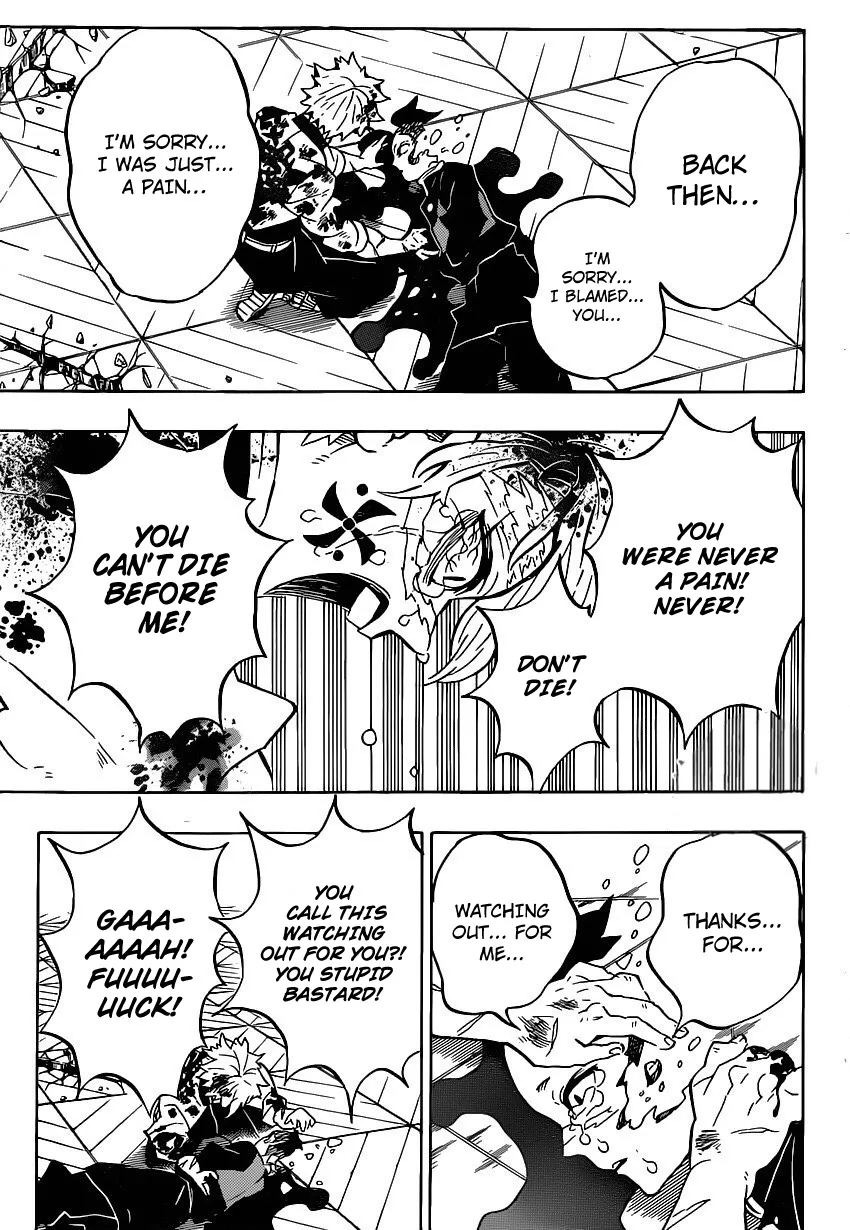 BACK
THEN...
I'M
SORRY...
I BLAMED...
YOU...
I'M SORRY...
I WAS JUST...
A PAIN...
YOU
WERE NEVER
A PAIN!
NEVER!
DON'T
DIE!
YOU
CAN'T DIE
BEFORE
ME!
THANKS...
FOR...
WATCHING
OUT... FOR
ME...
YOU
CALL THIS
WATCHING
OUT FOR YOU?!
YOU STUPID
BASTARD!
GAAA-
AAAAH!
FUUUU-
UUCK!